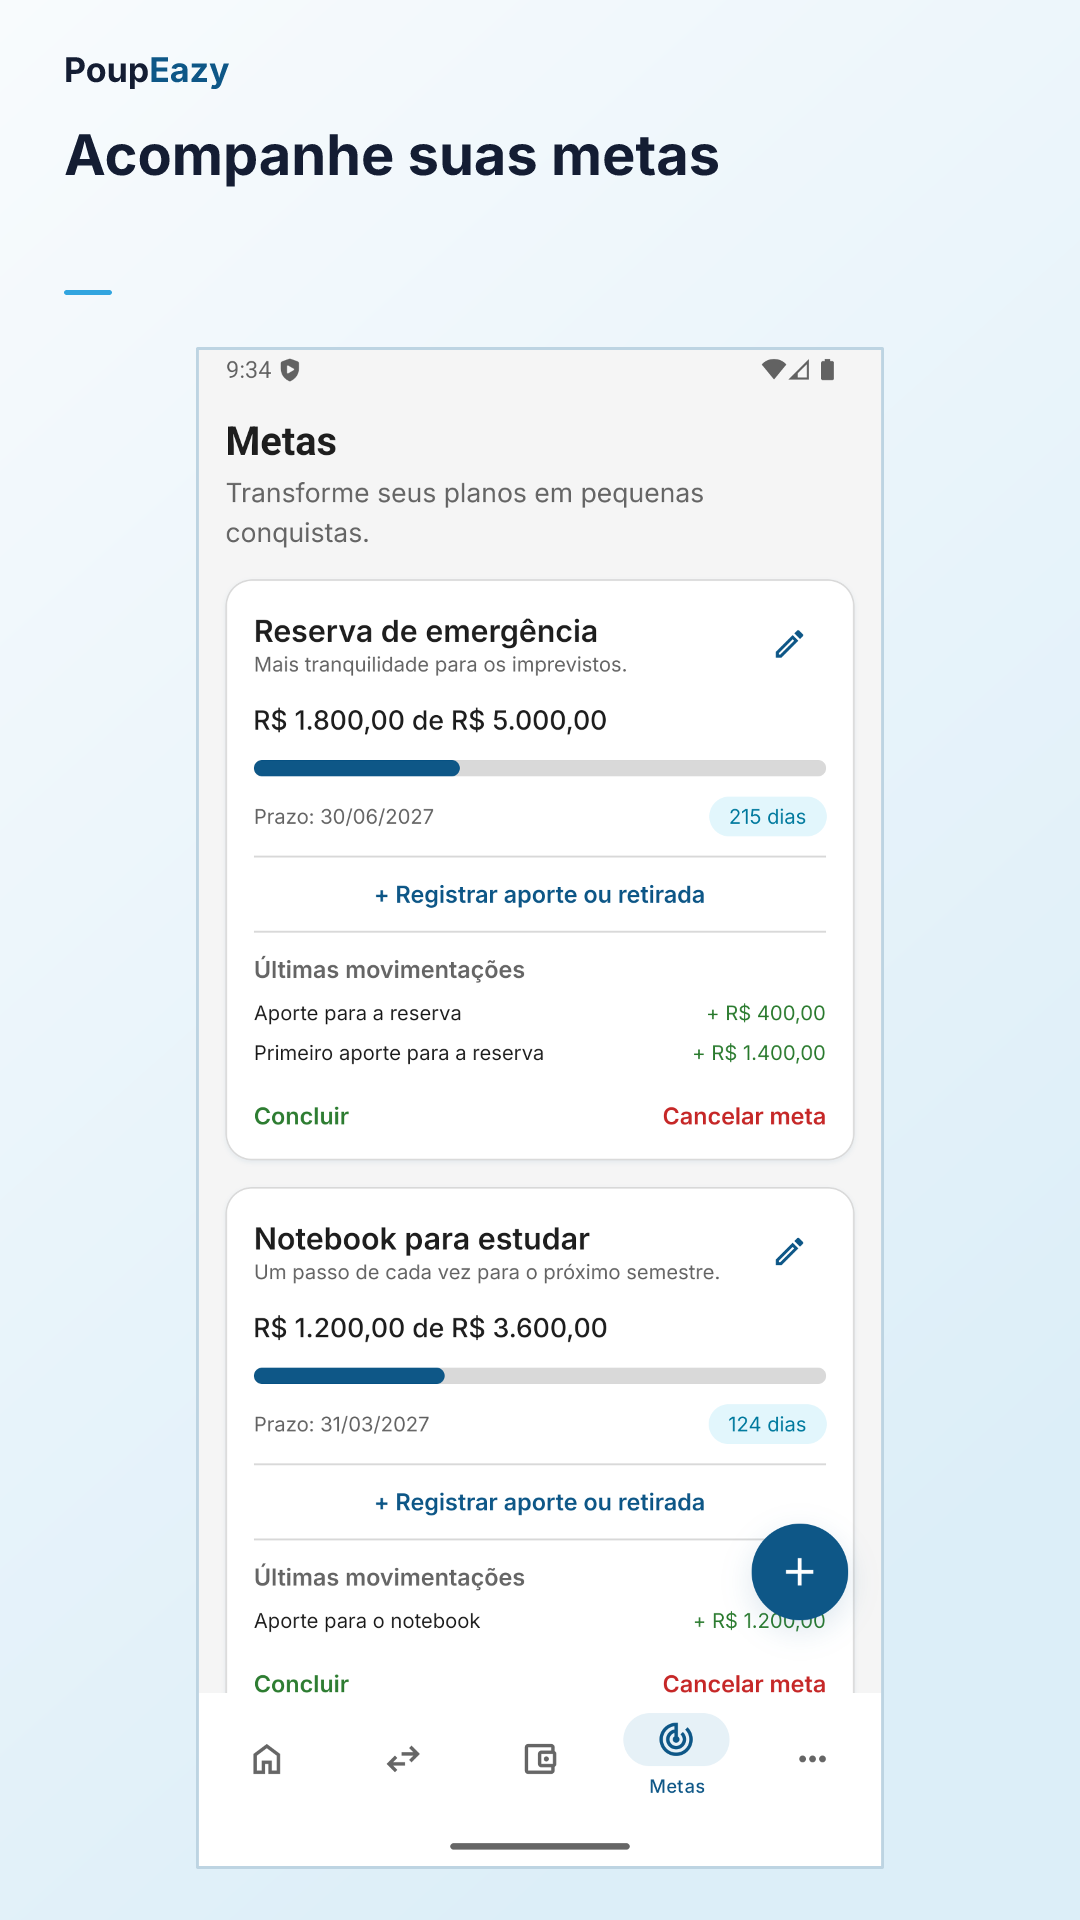 PoupEazy
Acompanhe suas metas
9:34
Metas
Transforme seus planos em pequenas
conquistas.
Reserva de emergência
Mais tranquilidade para os imprevistos.
R$ 1.800,00 de R$ 5.000,00
Prazo: 30/06/2027
215 dias
+ Registrar aporte ou retirada
Últimas movimentações
Aporte para a reserva
+ R$ 400,00
Primeiro aporte para a reserva
+ R$ 1.400,00
Concluir
Cancelar meta
Notebook para estudar
Um passo de cada vez para o próximo semestre.
R$ 1.200,00 de R$ 3.600,00
Prazo: 31/03/2027
124 dias
+ Registrar aporte ou retirada
Últimas movimentações
Aporte para o notebook
+ R$ 1.200,00
Concluir
Cancelar meta
Metas